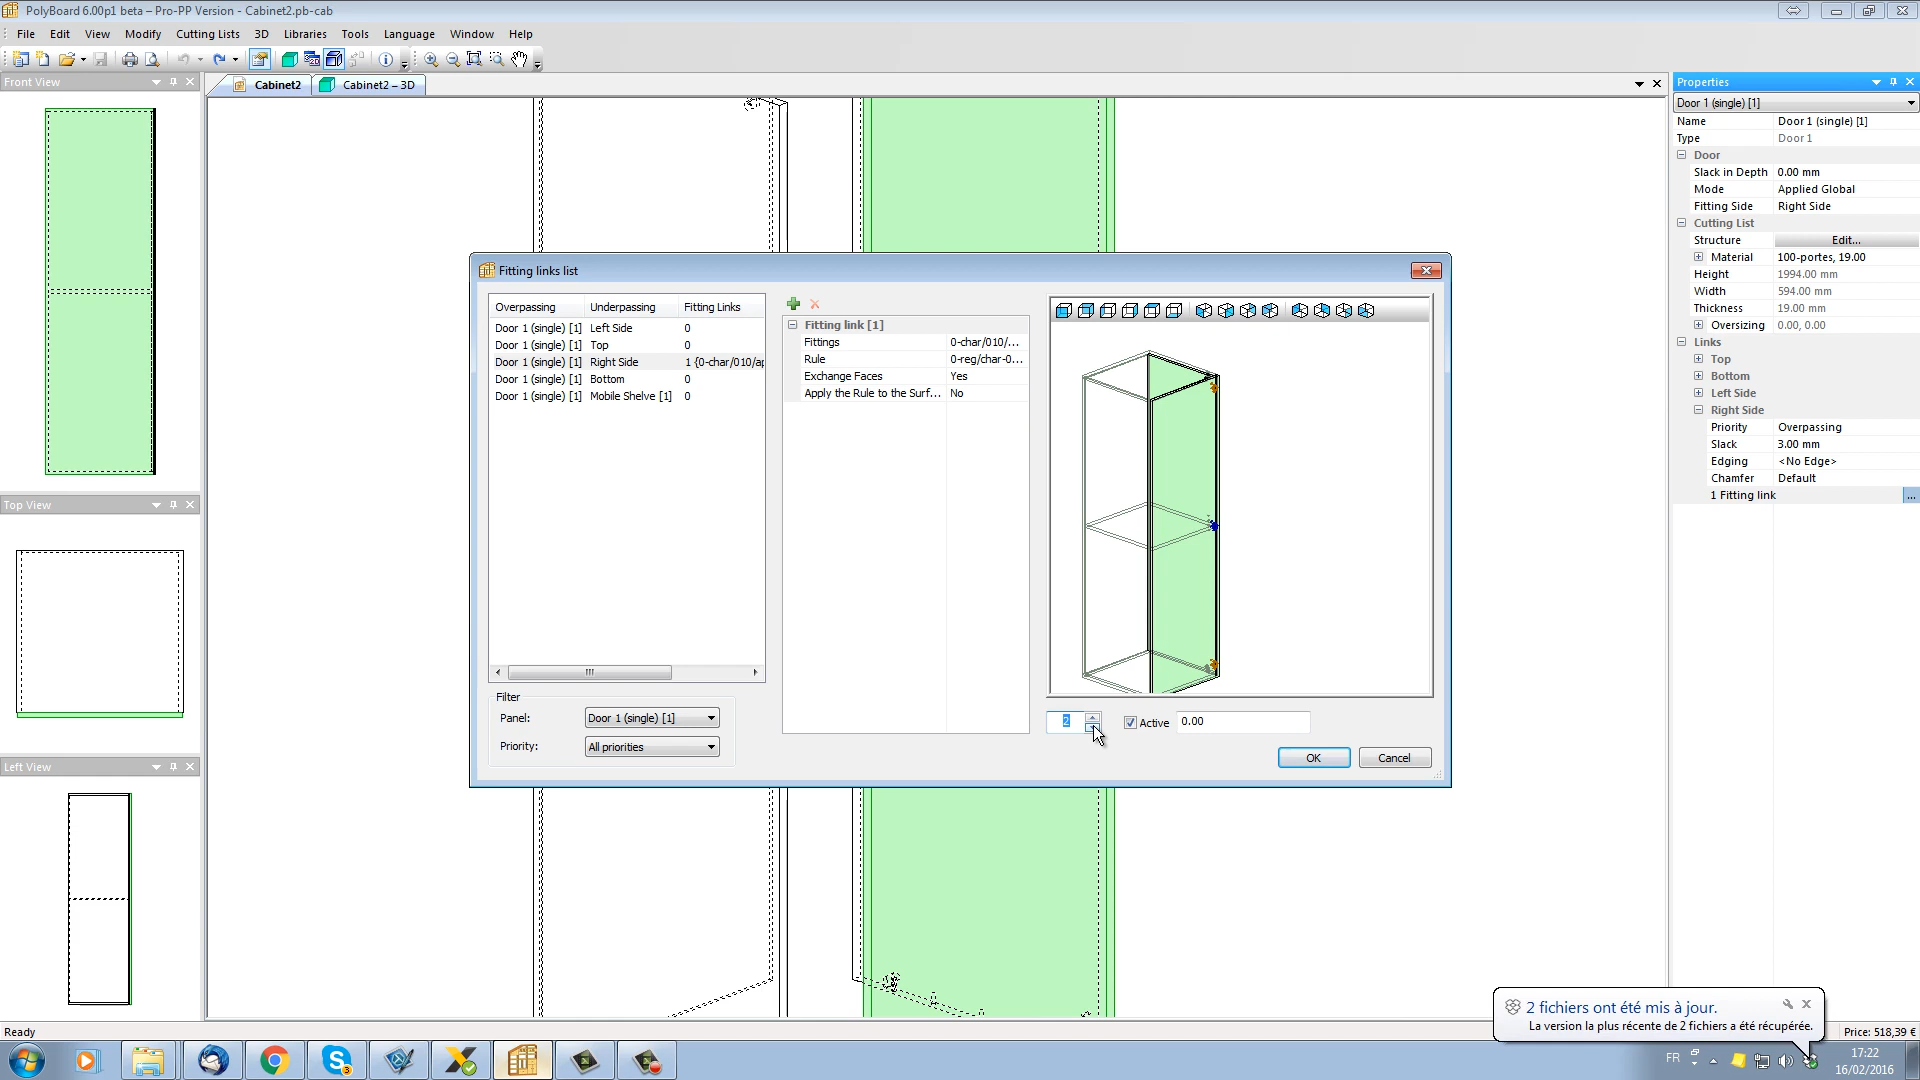 PolyBoard 6.00p1 beta – Pro-PP Version - Cabinet2.pb-cab
File Edit View Modify Cutting Lists 3D Libraries Tools Language Window Help
Front View
Cabinet2
Cabinet2 – 3D
Top View
Left View
Fitting links list
Overpassing Underpassing Fitting Links
Door 1 (single) [1] Left Side 0
Door 1 (single) [1] Top 0
Door 1 (single) [1] Right Side 1 {0-char/010/ap
Door 1 (single) [1] Bottom 0
Door 1 (single) [1] Mobile Shelve [1] 0
Filter
Panel: Door 1 (single) [1]
Priority: All priorities
Fitting link [1]
Fittings 0-char/010/...
Rule 0-reg/char-0...
Exchange Faces Yes
Apply the Rule to the Surf... No
2
Active 0.00
OK Cancel
Properties
Door 1 (single) [1]
Name Door 1 (single) [1]
Type Door 1
Door
Slack in Depth 0.00 mm
Mode Applied Global
Fitting Side Right Side
Cutting List
Structure Edit...
Material 100-portes, 19.00
Height 1994.00 mm
Width 594.00 mm
Thickness 19.00 mm
Oversizing 0.00, 0.00
Links
Top
Bottom
Left Side
Right Side
Priority Overpassing
Slack 3.00 mm
Edging <No Edge>
Chamfer Default
1 Fitting link ...
2 fichiers ont été mis à jour.
La version la plus récente de 2 fichiers a été récupérée.
Ready
Price: 518,39 €
3
FR
17:22
16/02/2016